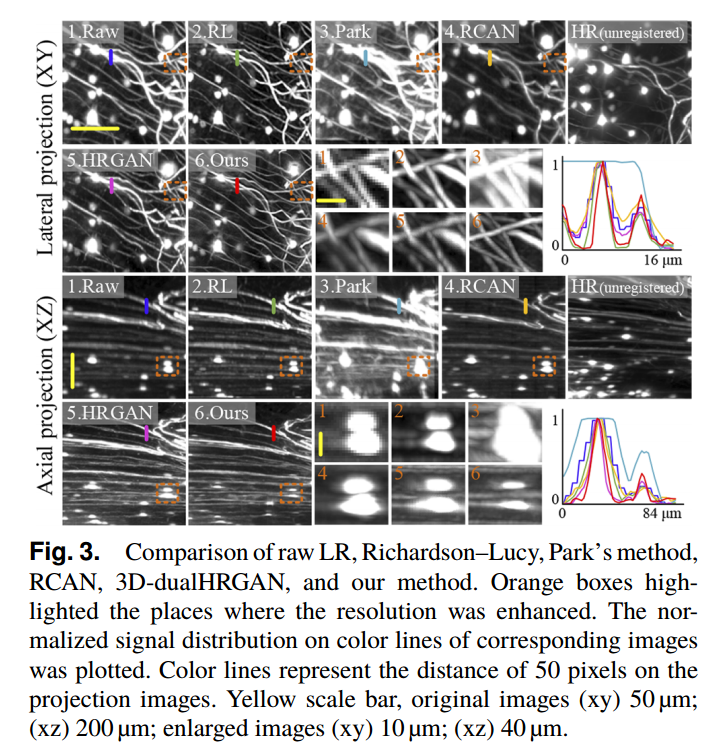 Lateral projection (XY)
1.Raw
2.RL
3.Park
4.RCAN
HR(unregistered)
5.HRGAN
6.Ours
1
2
3
4
5
6
1
0
0
16 μm
Axial projection (XZ)
1.Raw
2.RL
3.Park
4.RCAN
HR(unregistered)
5.HRGAN
6.Ours
1
2
3
4
5
6
1
0
0
84 μm
Fig. 3. Comparison of raw LR, Richardson–Lucy, Park's method,
RCAN, 3D-dualHRGAN, and our method. Orange boxes high-
lighted the places where the resolution was enhanced. The nor-
malized signal distribution on color lines of corresponding images
was plotted. Color lines represent the distance of 50 pixels on the
projection images. Yellow scale bar, original images (xy) 50 μm;
(xz) 200 μm; enlarged images (xy) 10 μm; (xz) 40 μm.